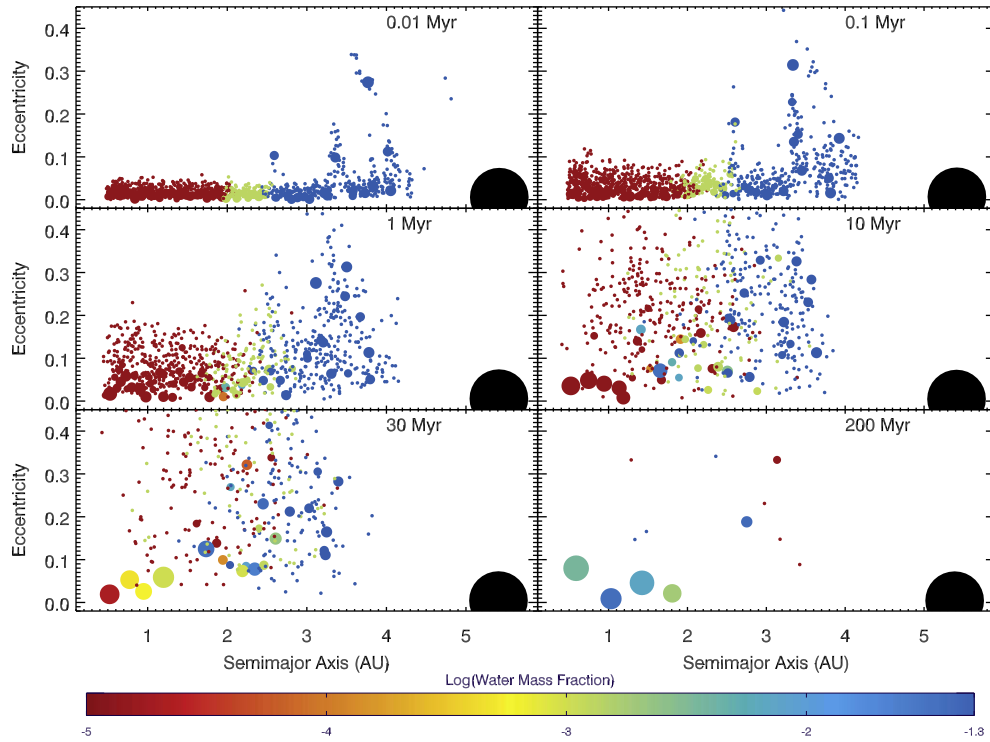 0.01 Myr
0.1 Myr
0.4
0.3
0.2
0.1
0.0
Eccentricity
1 Myr
10 Myr
0.4
0.3
0.2
0.1
0.0
Eccentricity
30 Myr
200 Myr
0.4
0.3
0.2
0.1
0.0
Eccentricity
1 2 3 4 5 1 2 3 4 5
Semimajor Axis (AU) Semimajor Axis (AU)
Log(Water Mass Fraction)
-5 -4 -3 -2 -1.3